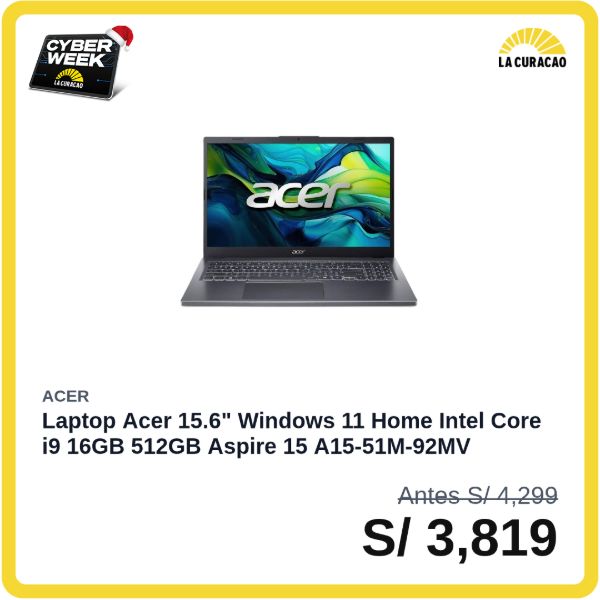 CYBER
WEEK
LA CURACAO
LA CURACAO
acer
acer
ACER
Laptop Acer 15.6" Windows 11 Home Intel Core
i9 16GB 512GB Aspire 15 A15-51M-92MV
Antes S/ 4,299
S/ 3,819